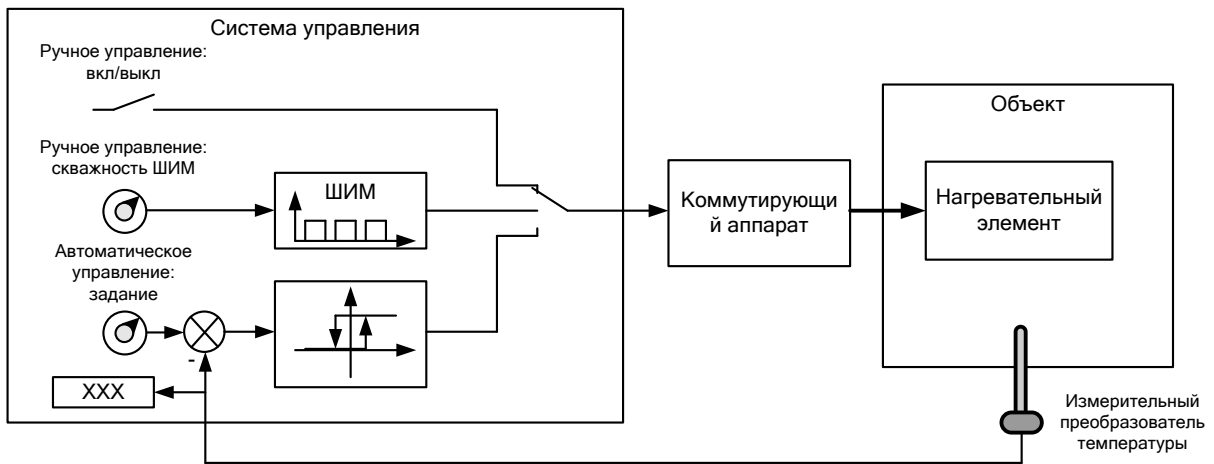 Система управления
Ручное управление:
вкл/выкл
Ручное управление:
скважность ШИМ
ШИМ
Автоматическое
управление:
задание
-
XXX
Коммутирующи
й аппарат
Объект
Нагревательный
элемент
Измерительный
преобразователь
температуры